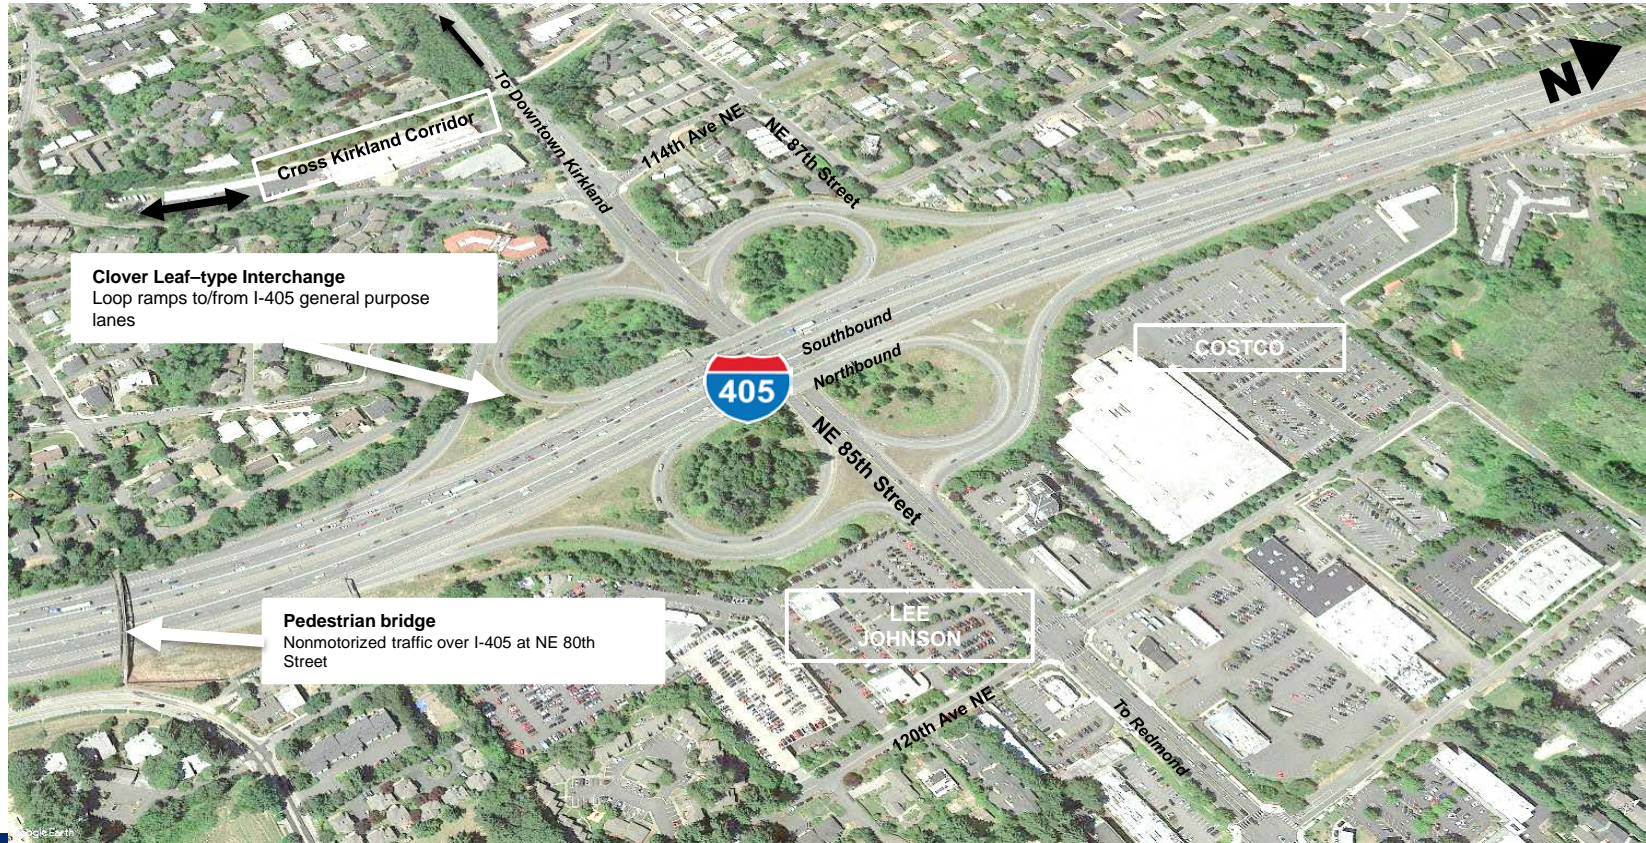 N
To Downtown Kirkland
Cross Kirkland Corridor
114th Ave NE
NE 87th Street
Clover Leaf–type Interchange
Loop ramps to/from I-405 general purpose
lanes
Southbound
Northbound
COSTCO
405
NE 85th Street
Pedestrian bridge
Nonmotorized traffic over I-405 at NE 80th
Street
LEE
JOHNSON
120th Ave NE
To Redmond
Google Earth